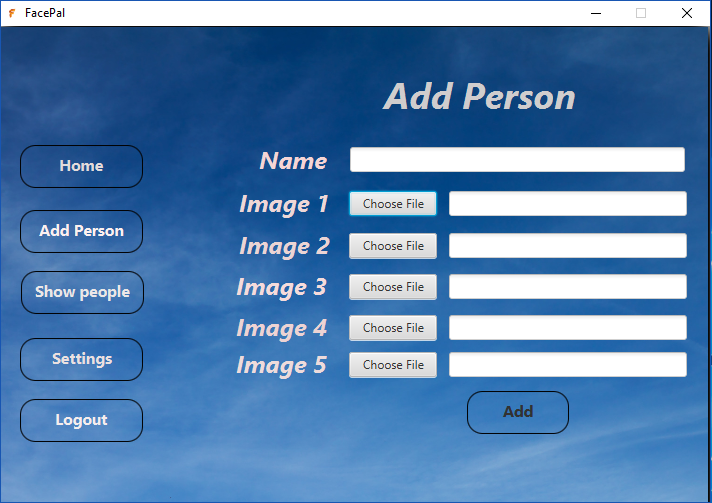 FacePal
Add Person
Home
Add Person
Show people
Settings
Logout
Name
Image 1 Choose File
Image 2 Choose File
Image 3 Choose File
Image 4 Choose File
Image 5 Choose File
Add